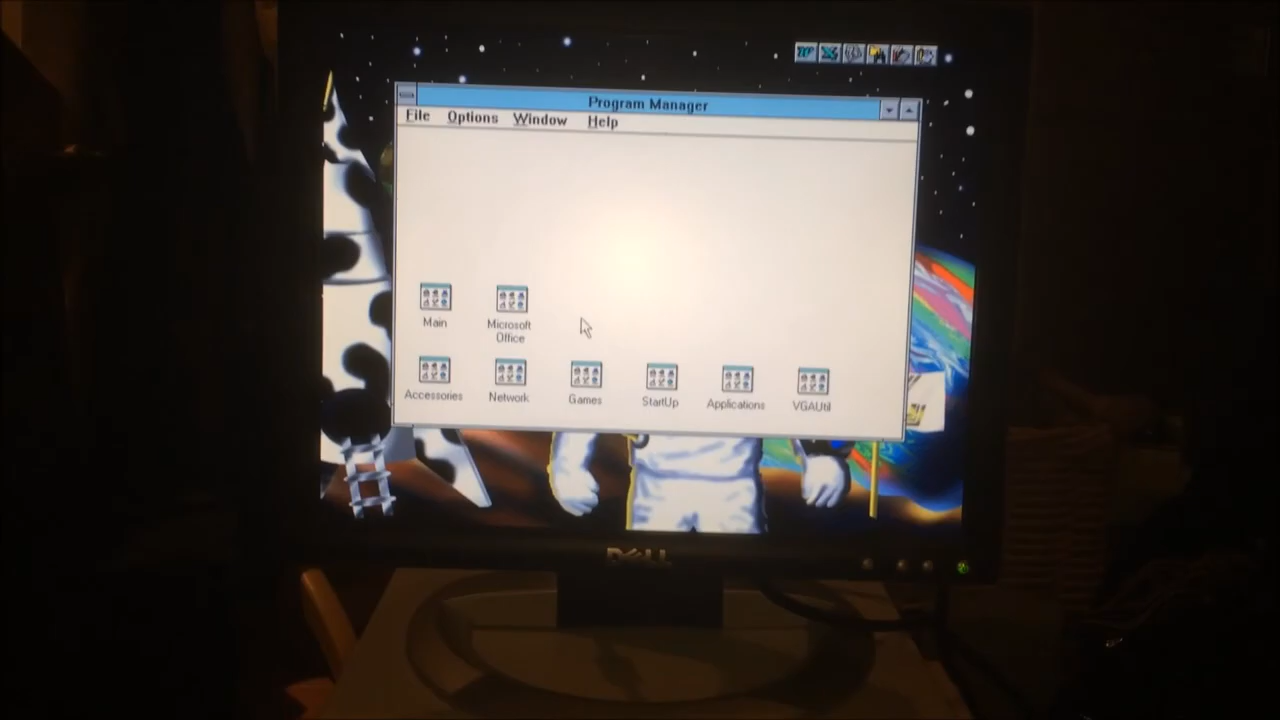 Program Manager
File Options Window Help
Main Microsoft Office
Accessories Network Games StartUp Applications VGAUtil
DELL